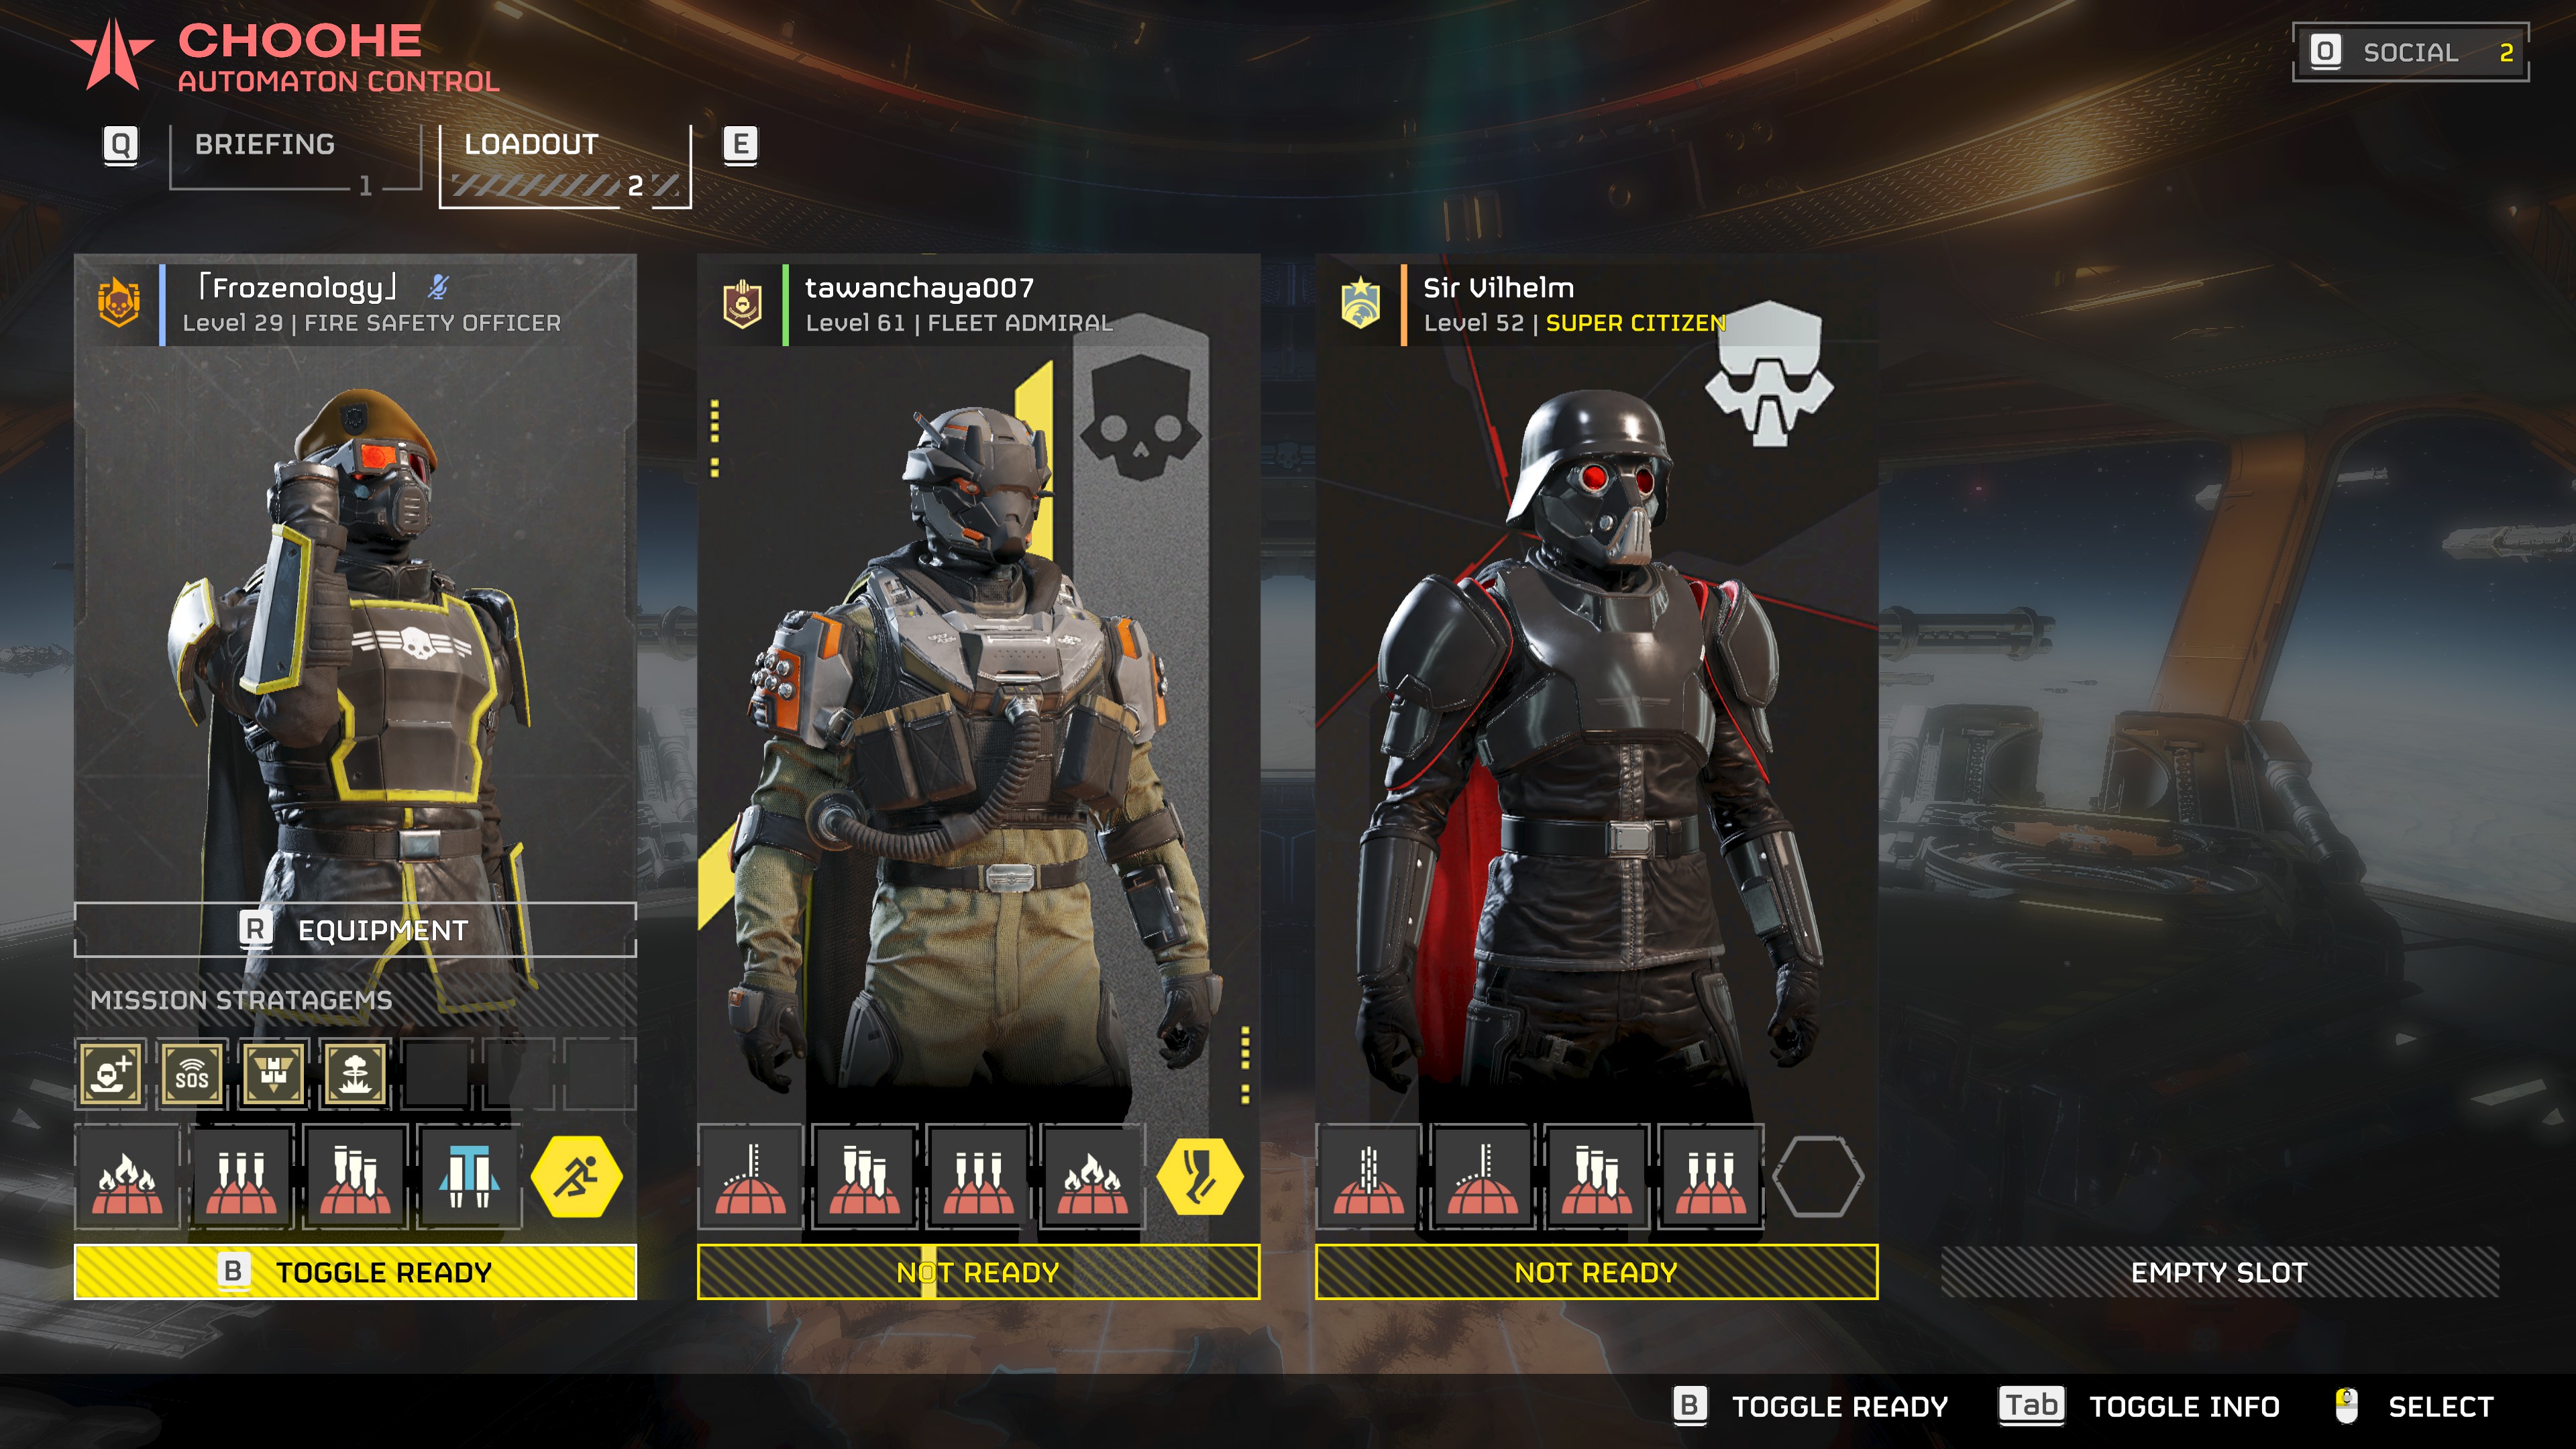 CHOOHE
AUTOMATON CONTROL
O SOCIAL 2
Q BRIEFING 1 LOADOUT 2 E
「Frozenology」
Level 29 | FIRE SAFETY OFFICER
tawanchaya007
Level 61 | FLEET ADMIRAL
Sir Vilhelm
Level 52 | SUPER CITIZEN
R EQUIPMENT
MISSION STRATAGEMS
SOS
B TOGGLE READY
NOT READY
NOT READY
EMPTY SLOT
B TOGGLE READY Tab TOGGLE INFO SELECT